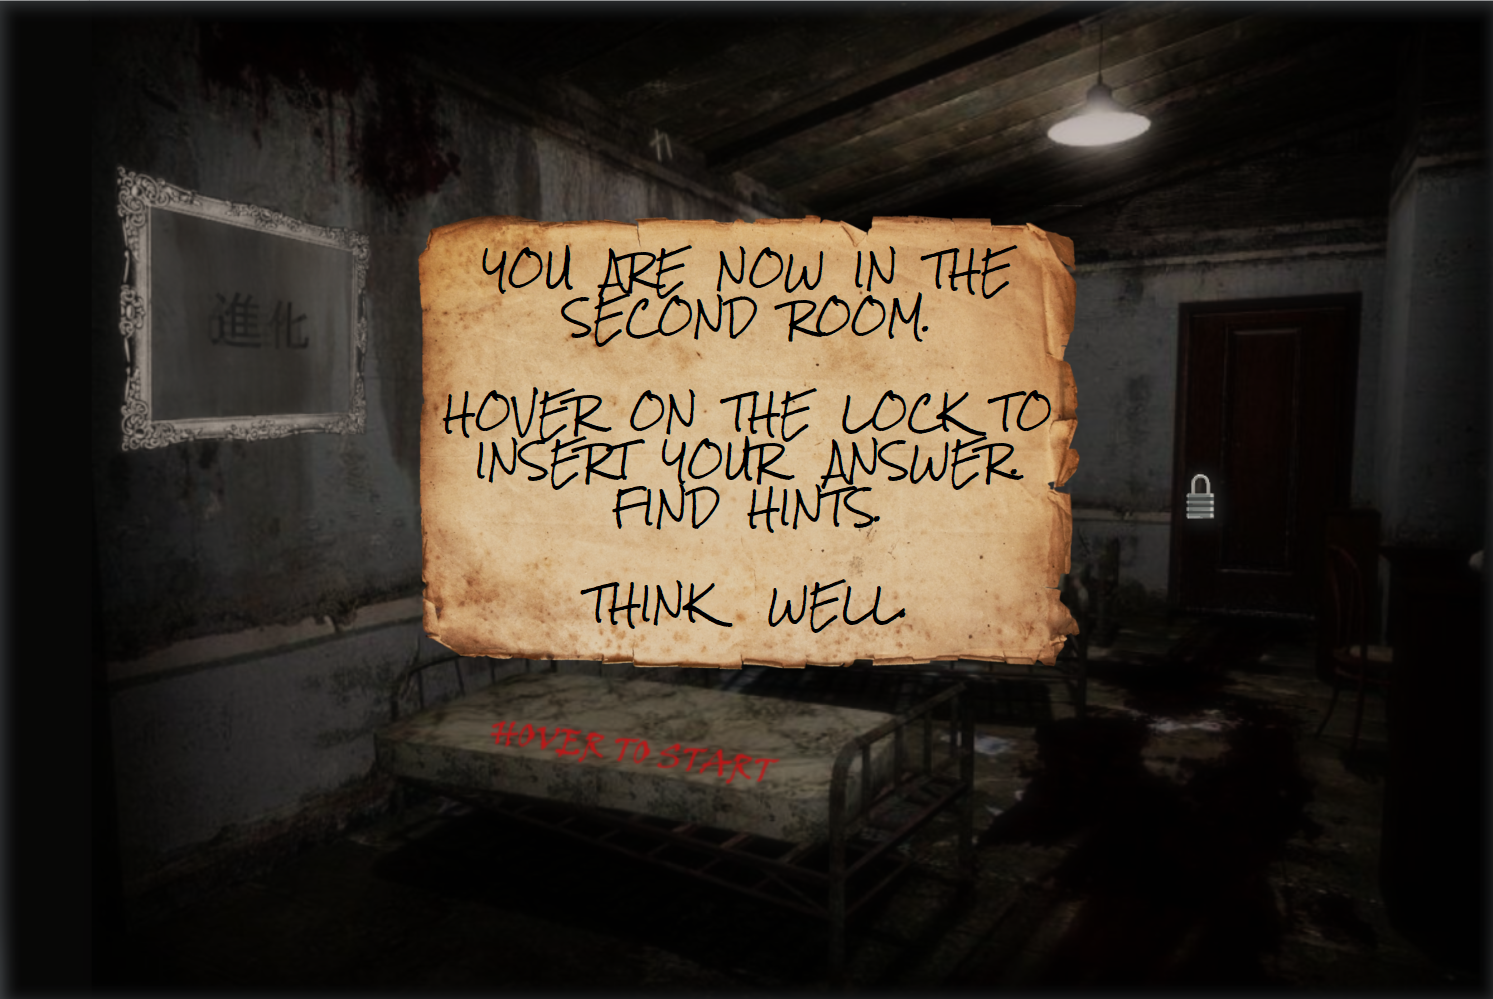 YOU ARE NOW IN THE
SECOND ROOM.
HOVER ON THE LOCK TO
INSERT YOUR ANSWER.
FIND HINTS.
THINK WELL.
進化
HOVER TO START